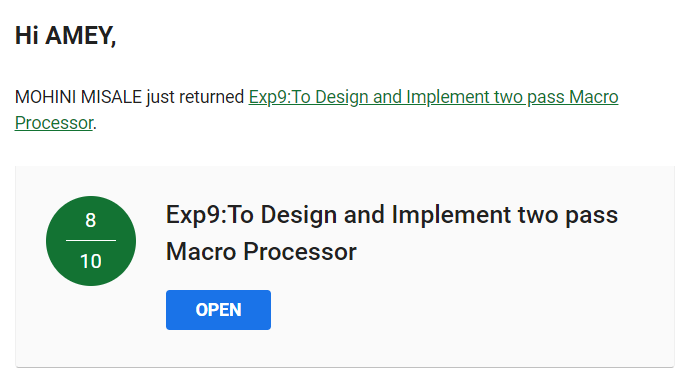 Hi AMEY,
MOHINI MISALE just returned Exp9:To Design and Implement two pass Macro
Processor.
8
10
Exp9:To Design and Implement two pass
Macro Processor
OPEN